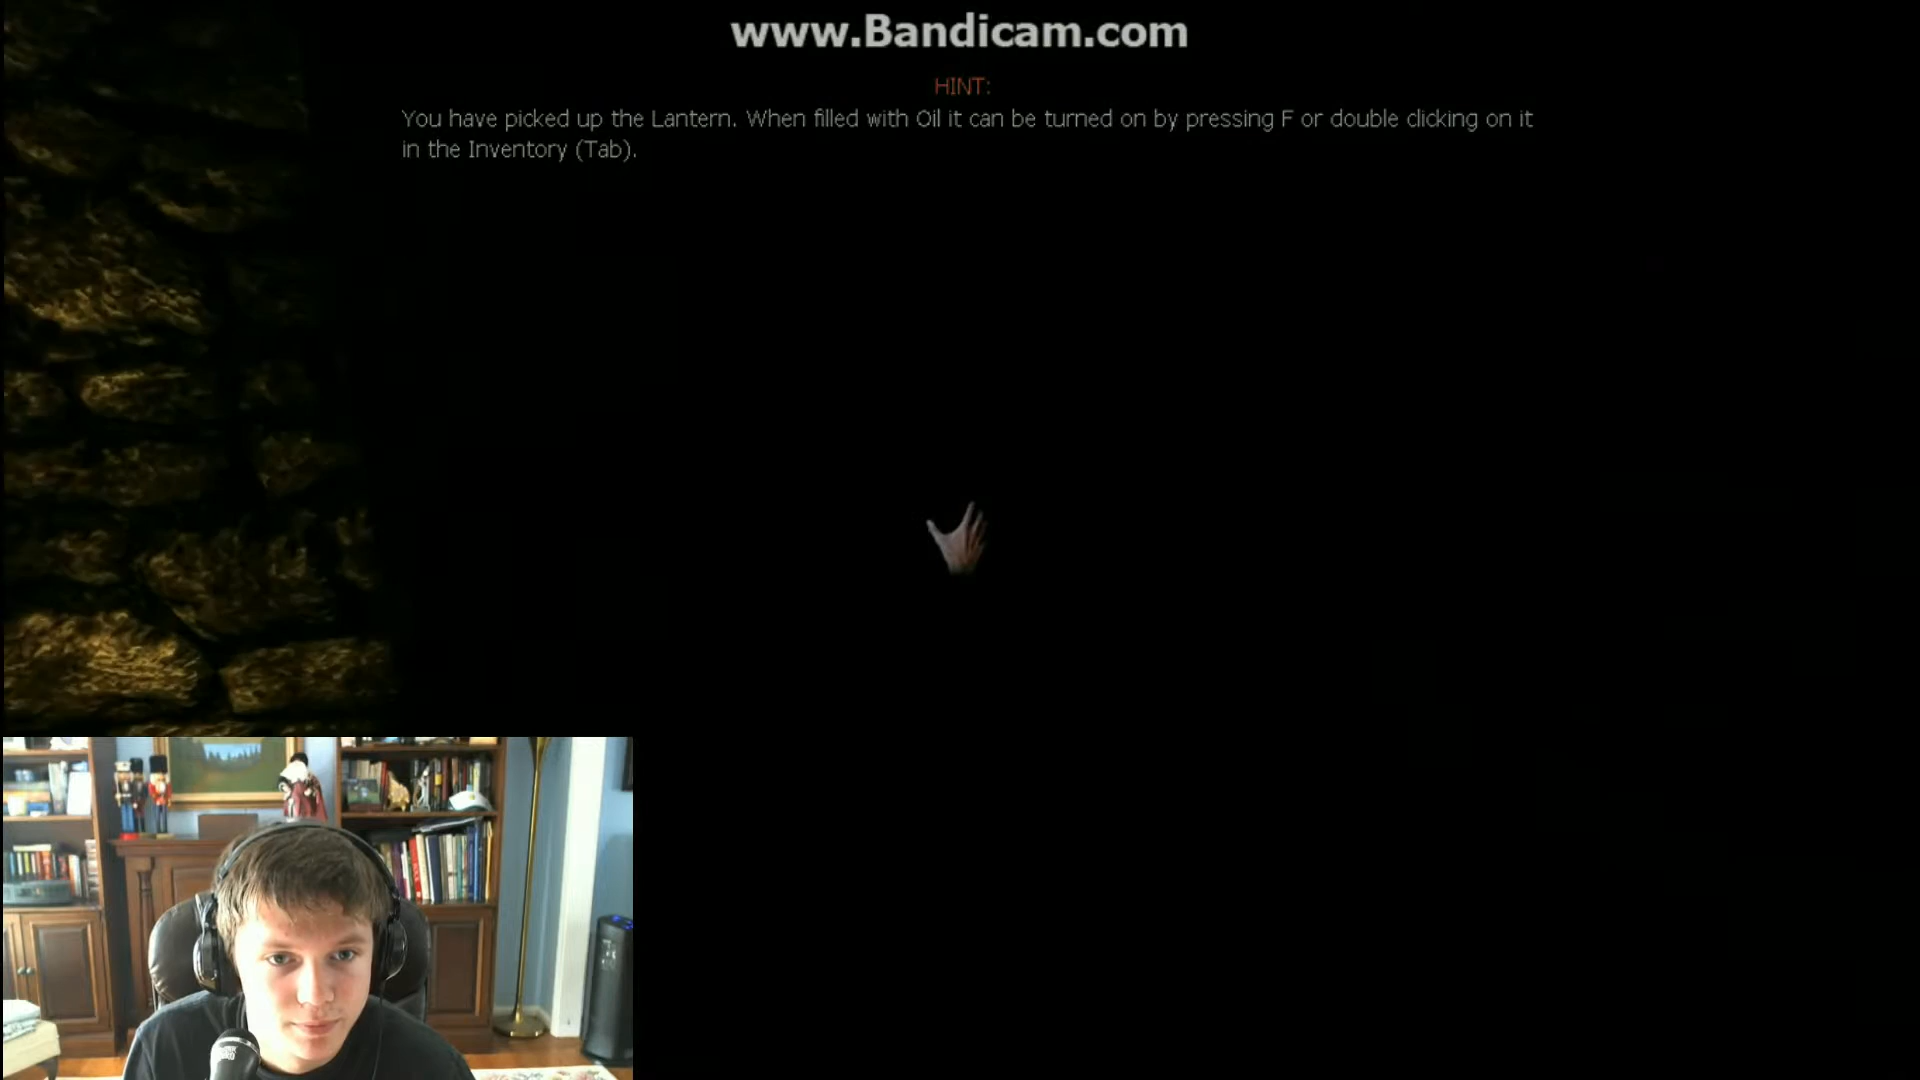 www.Bandicam.com
HINT:
You have picked up the Lantern. When filled with Oil it can be turned on by pressing F or double clicking on it
in the Inventory (Tab).